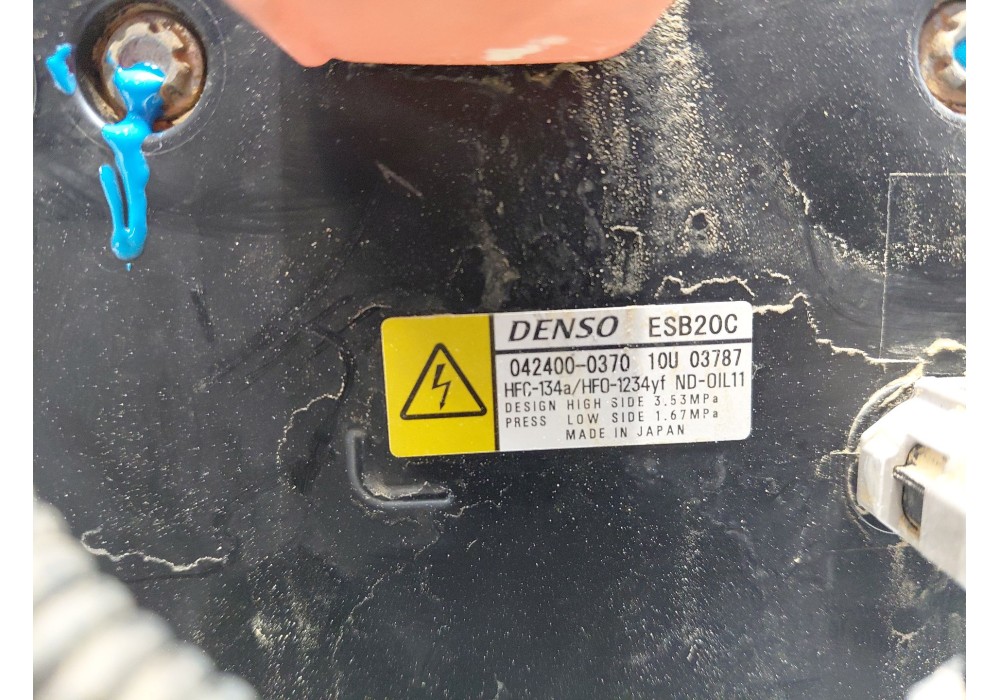 DENSO ESB20C
042400-0370 10U 03787
HFC-134a/HFO-1234yf ND-OIL11
DESIGN HIGH SIDE 3.53MPa
PRESS LOW SIDE 1.67MPa
MADE IN JAPAN